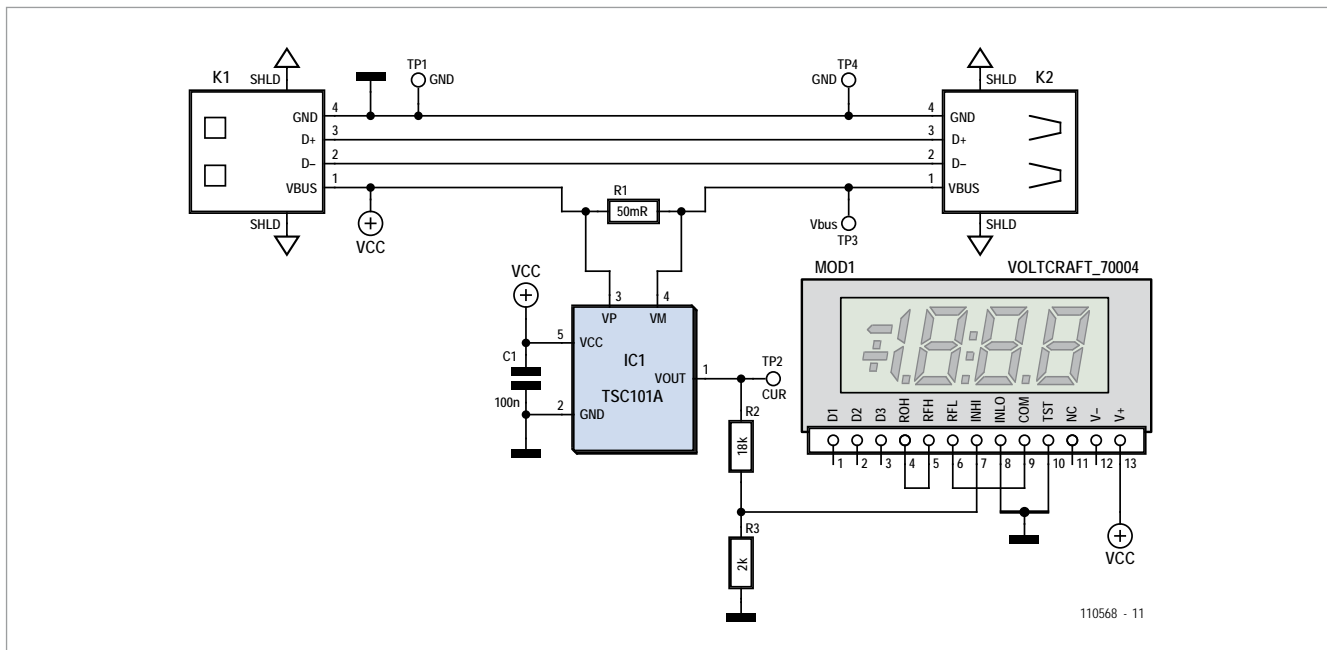 K1
SHLD
GND
D+
D–
VBUS
4
3
2
1
SHLD
VCC
TP1
GND
TP4
GND
R1
50mR
Vbus
TP3
K2
SHLD
4
3
2
1
GND
D+
D–
VBUS
SHLD
VCC
5
C1
100n
2
3
4
VP
VM
VCC
IC1
TSC101A
VOUT
GND
1
TP2
CUR
R2
18k
R3
2k
MOD1
VOLTCRAFT_70004
D1
D2
D3
ROH
RFH
RFL
INHI
INLO
COM
TST
NC
V–
V+
1
2
3
4
5
6
7
8
9
10
11
12
13
VCC
110568 - 11